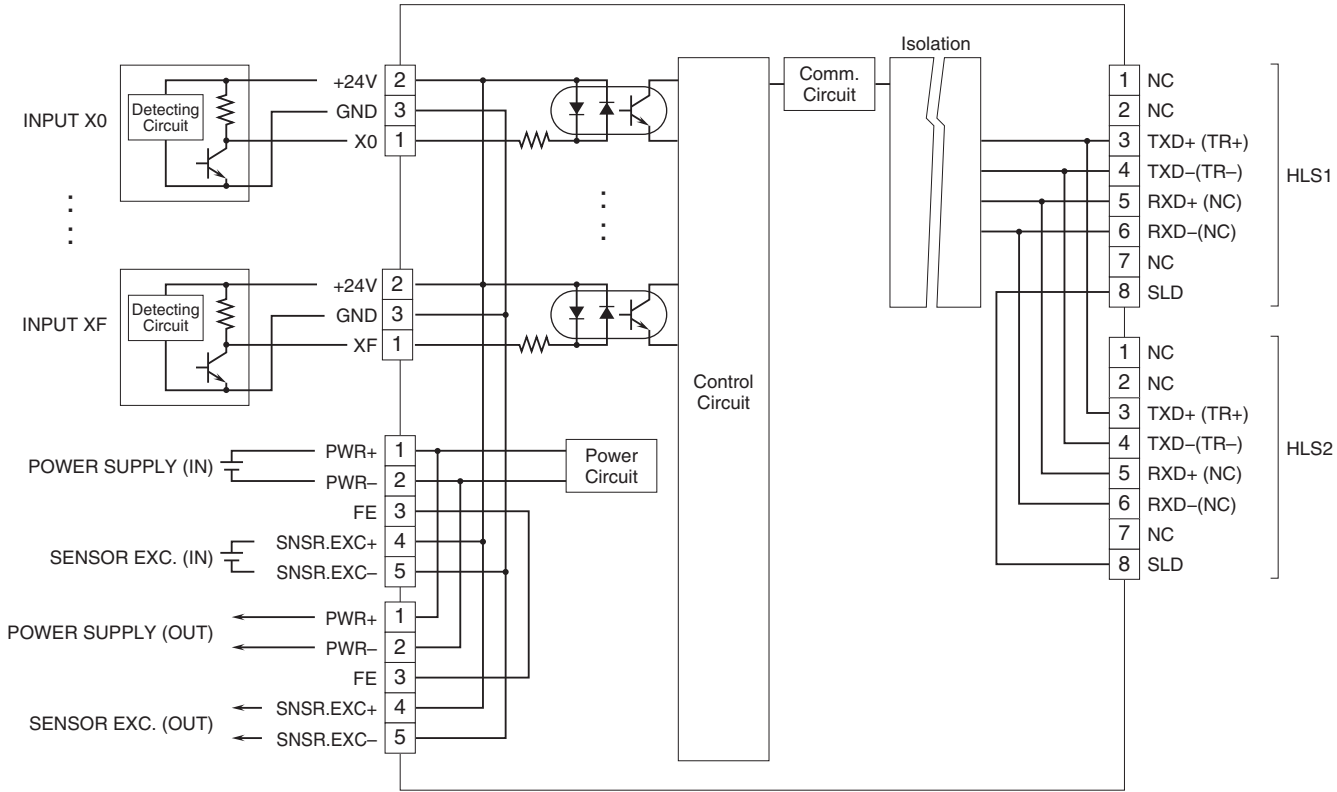 Isolation
INPUT X0
Detecting
Circuit
+24V 2
GND 3
X0 1
INPUT XF
Detecting
Circuit
+24V 2
GND 3
XF 1
POWER SUPPLY (IN)
PWR+ 1
PWR– 2
FE 3
SENSOR EXC. (IN)
SNSR.EXC+ 4
SNSR.EXC– 5
POWER SUPPLY (OUT)
PWR+ 1
PWR– 2
FE 3
SENSOR EXC. (OUT)
SNSR.EXC+ 4
SNSR.EXC– 5
Power
Circuit
Control
Circuit
Comm.
Circuit
1 NC
2 NC
3 TXD+ (TR+)
4 TXD–(TR–)
5 RXD+ (NC)
6 RXD–(NC)
7 NC
8 SLD
HLS1
1 NC
2 NC
3 TXD+ (TR+)
4 TXD–(TR–)
5 RXD+ (NC)
6 RXD–(NC)
7 NC
8 SLD
HLS2